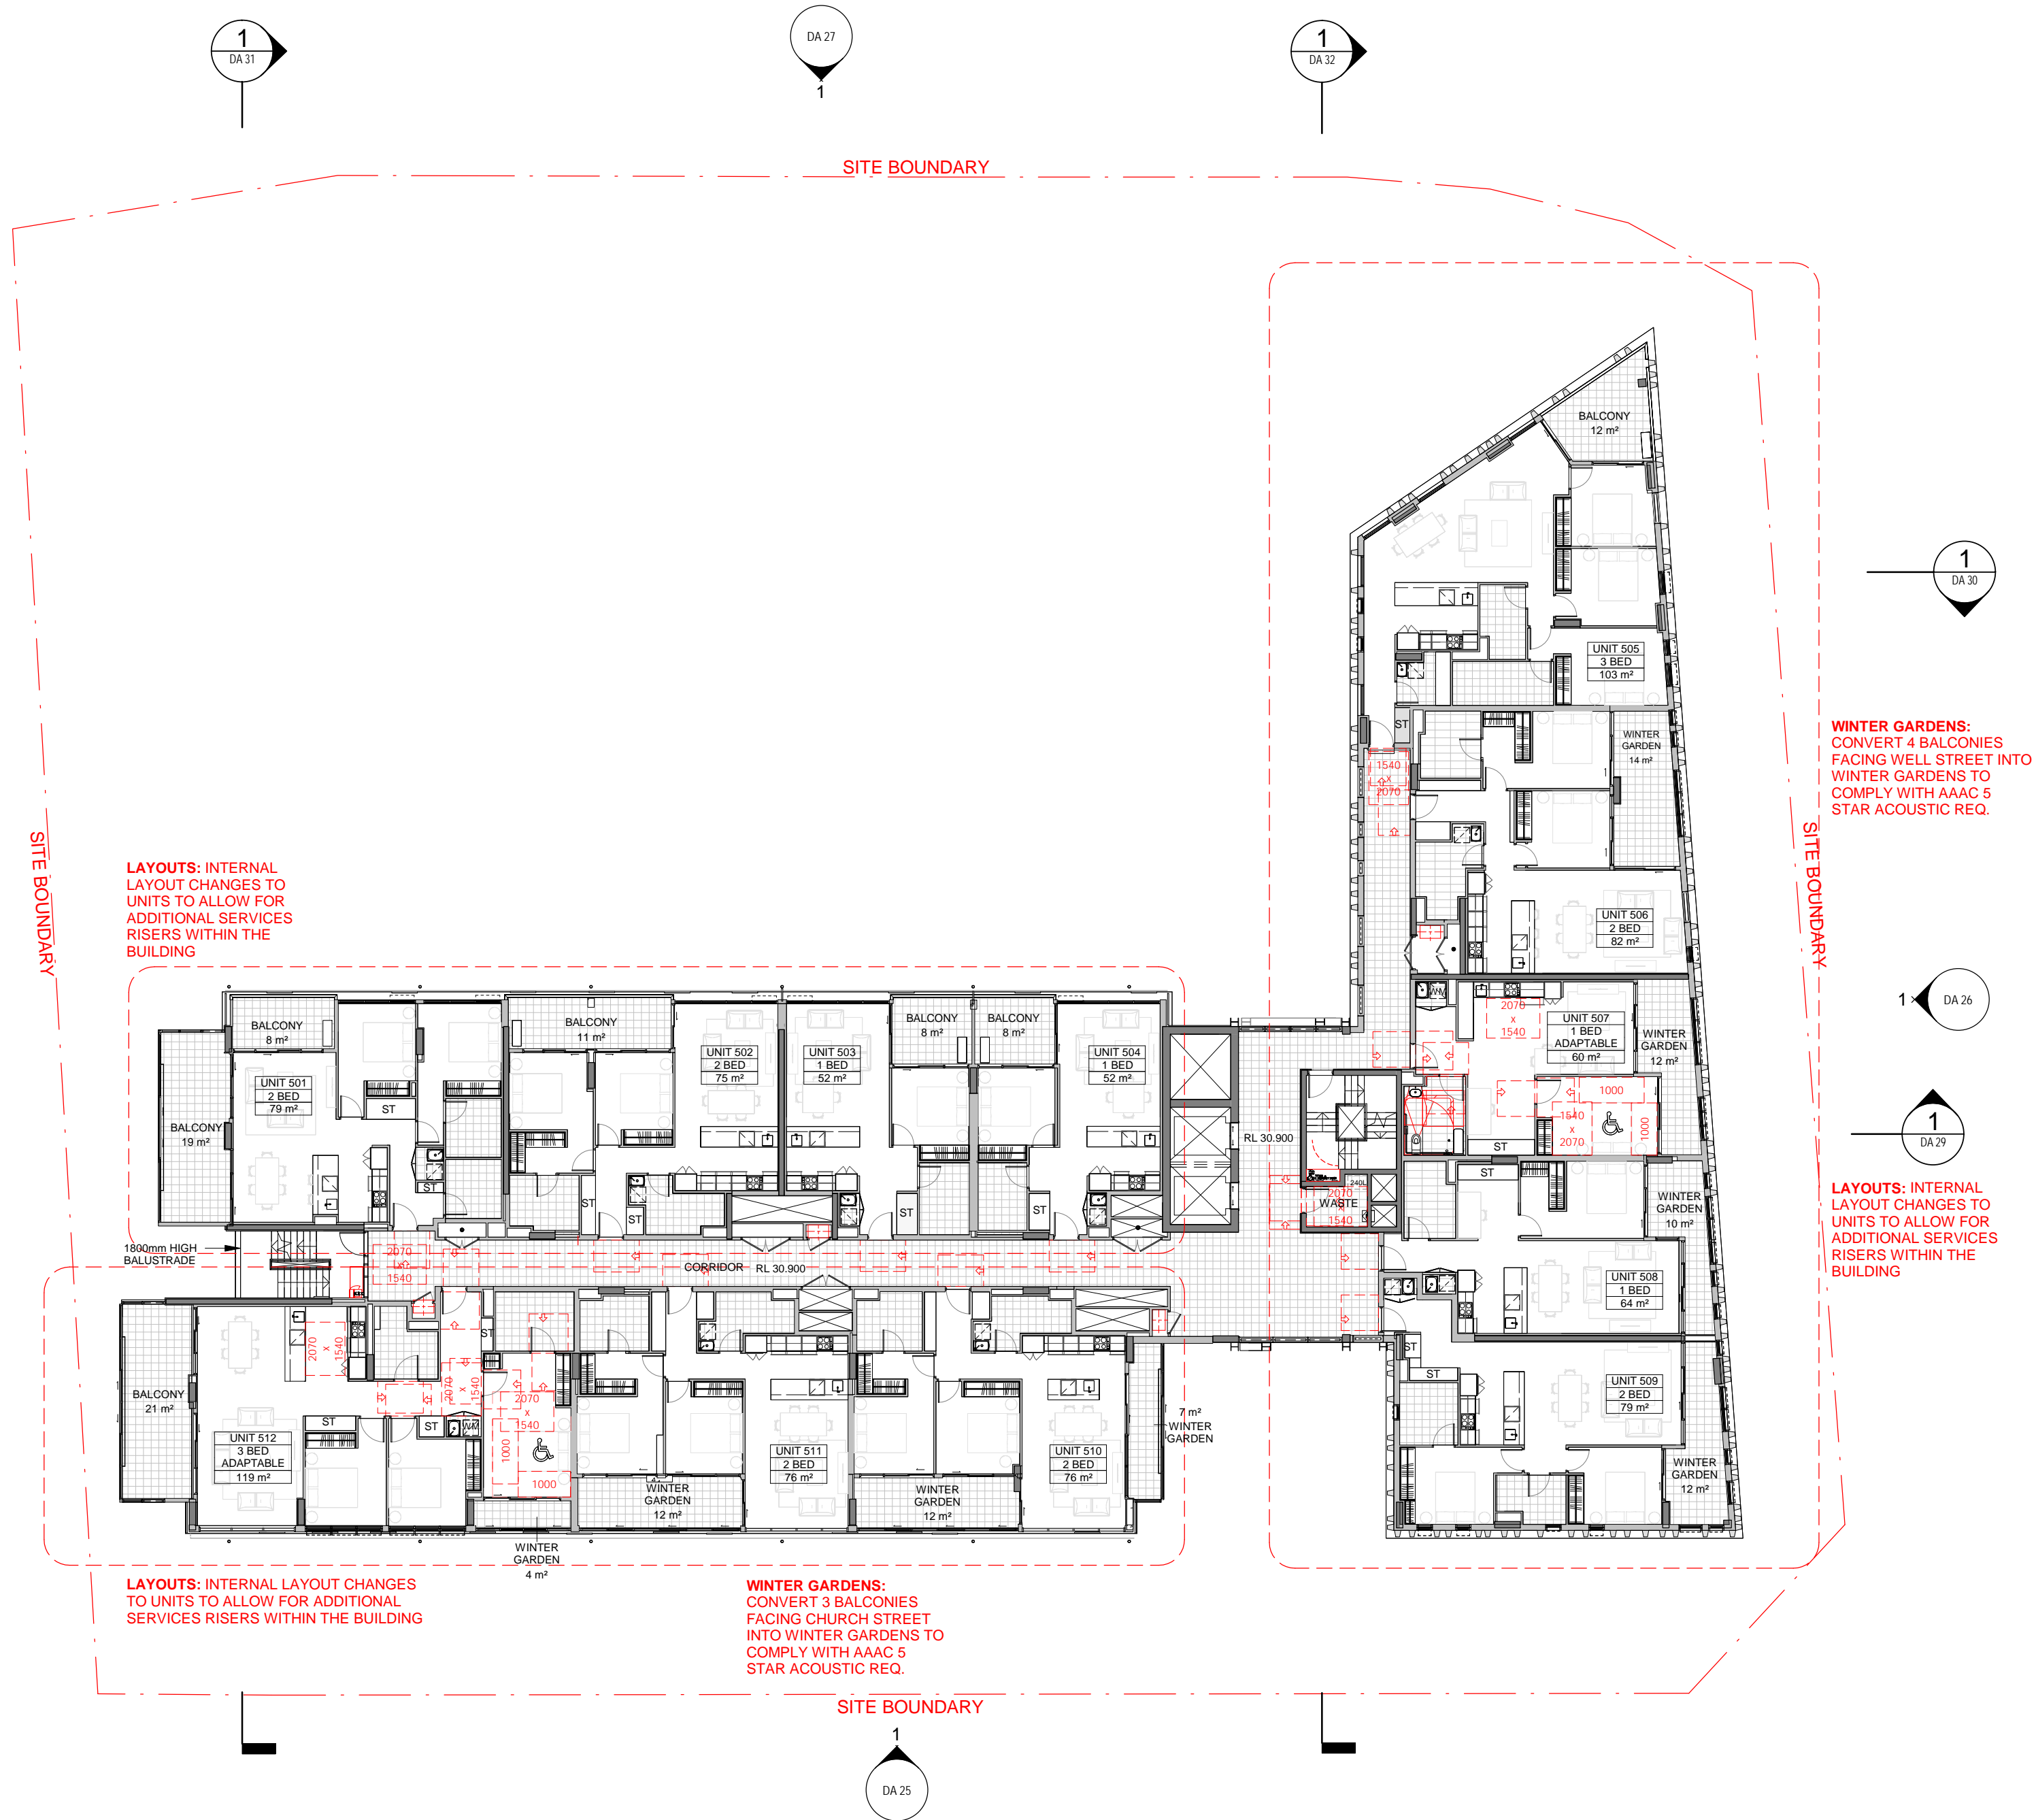 1
DA 31
DA 27
1
1
DA 32
SITE BOUNDARY
BALCONY
12 m²
1
DA 30
UNIT 505
3 BED
103 m²
ST
WINTER
GARDEN
14 m²
WINTER GARDENS:
CONVERT 4 BALCONIES
FACING WELL STREET INTO
WINTER GARDENS TO
COMPLY WITH AAAC 5
STAR ACOUSTIC REQ.
1540
x
2070
SITE BOUNDARY
SITE BOUNDARY
LAYOUTS: INTERNAL
LAYOUT CHANGES TO
UNITS TO ALLOW FOR
ADDITIONAL SERVICES
RISERS WITHIN THE
BUILDING
UNIT 506
2 BED
82 m²
1
DA 26
BALCONY
8 m²
BALCONY
11 m²
BALCONY
8 m²
BALCONY
8 m²
2070
x
1540
UNIT 507
1 BED
ADAPTABLE
60 m²
WINTER
GARDEN
12 m²
UNIT 501
2 BED
79 m²
UNIT 502
2 BED
75 m²
UNIT 503
1 BED
52 m²
UNIT 504
1 BED
52 m²
ST
BALCONY
19 m²
1000
1540
x
2070
1000
ST
1
DA 29
RL 30.900
ST
ST
ST
ST
ST
240L
2070
WASTE
1540
ST
WINTER
GARDEN
10 m²
LAYOUTS: INTERNAL
LAYOUT CHANGES TO
UNITS TO ALLOW FOR
ADDITIONAL SERVICES
RISERS WITHIN THE
BUILDING
1800mm HIGH
BALUSTRADE
2070
x
1540
CORRIDOR RL 30.900
UNIT 508
1 BED
64 m²
2070
x
1540
ST
2070
x
1540
2070
x
1540
ST
ST
UNIT 509
2 BED
79 m²
BALCONY
21 m²
ST
ST
7 m²
WINTER
GARDEN
UNIT 512
3 BED
ADAPTABLE
119 m²
1000
1000
UNIT 511
2 BED
76 m²
UNIT 510
2 BED
76 m²
WINTER
GARDEN
12 m²
WINTER
GARDEN
12 m²
WINTER
GARDEN
12 m²
WINTER
GARDEN
4 m²
LAYOUTS: INTERNAL LAYOUT CHANGES
TO UNITS TO ALLOW FOR ADDITIONAL
SERVICES RISERS WITHIN THE BUILDING
WINTER GARDENS:
CONVERT 3 BALCONIES
FACING CHURCH STREET
INTO WINTER GARDENS TO
COMPLY WITH AAAC 5
STAR ACOUSTIC REQ.
SITE BOUNDARY
1
DA 25